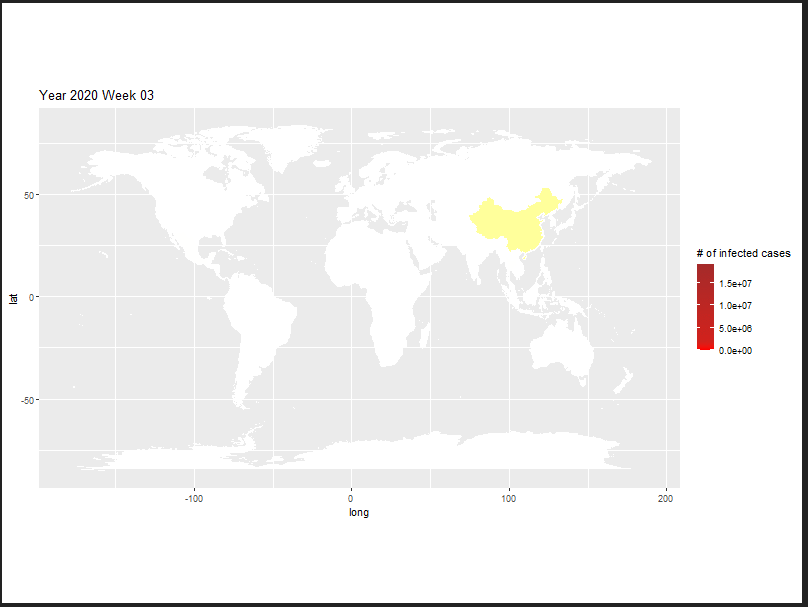 Year 2020 Week 03
50
0
-50
lat
-100
0
100
200
long
# of infected cases
1.5e+07
1.0e+07
5.0e+06
0.0e+00